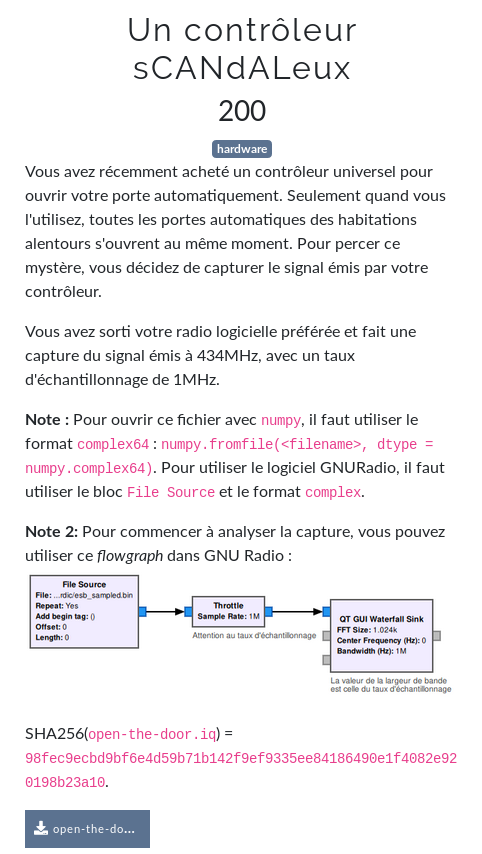 Un contrôleur
sCANdALeux
200
hardware
Vous avez récemment acheté un contrôleur universel pour
ouvrir votre porte automatiquement. Seulement quand vous
l'utilisez, toutes les portes automatiques des habitations
alentours s'ouvrent au même moment. Pour percer ce
mystère, vous décidez de capturer le signal émis par votre
contrôleur.
Vous avez sorti votre radio logicielle préférée et fait une
capture du signal émis à 434MHz, avec un taux
d'échantillonnage de 1MHz.
Note : Pour ouvrir ce fichier avec numpy, il faut utiliser le
format complex64 : numpy.fromfile(<filename>, dtype =
numpy.complex64). Pour utiliser le logiciel GNURadio, il faut
utiliser le bloc File Source et le format complex.
Note 2: Pour commencer à analyser la capture, vous pouvez
utiliser ce flowgraph dans GNU Radio :
File Source
File: ...rdic/esb_sampled.bin
Repeat: Yes
Add begin tag: ()
Offset: 0
Length: 0
Throttle
Sample Rate: 1M
Attention au taux d'échantillonnage
QT GUI Waterfall Sink
FFT Size: 1.024k
Center Frequency (Hz): 0
Bandwidth (Hz): 1M
La valeur de la largeur de bande
est celle du taux d'échantillonnage
SHA256(open-the-door.iq) =
98fec9ecbd9bf6e4d59b71b142f9ef9335ee84186490e1f4082e92
0198b23a10.
open-the-do...